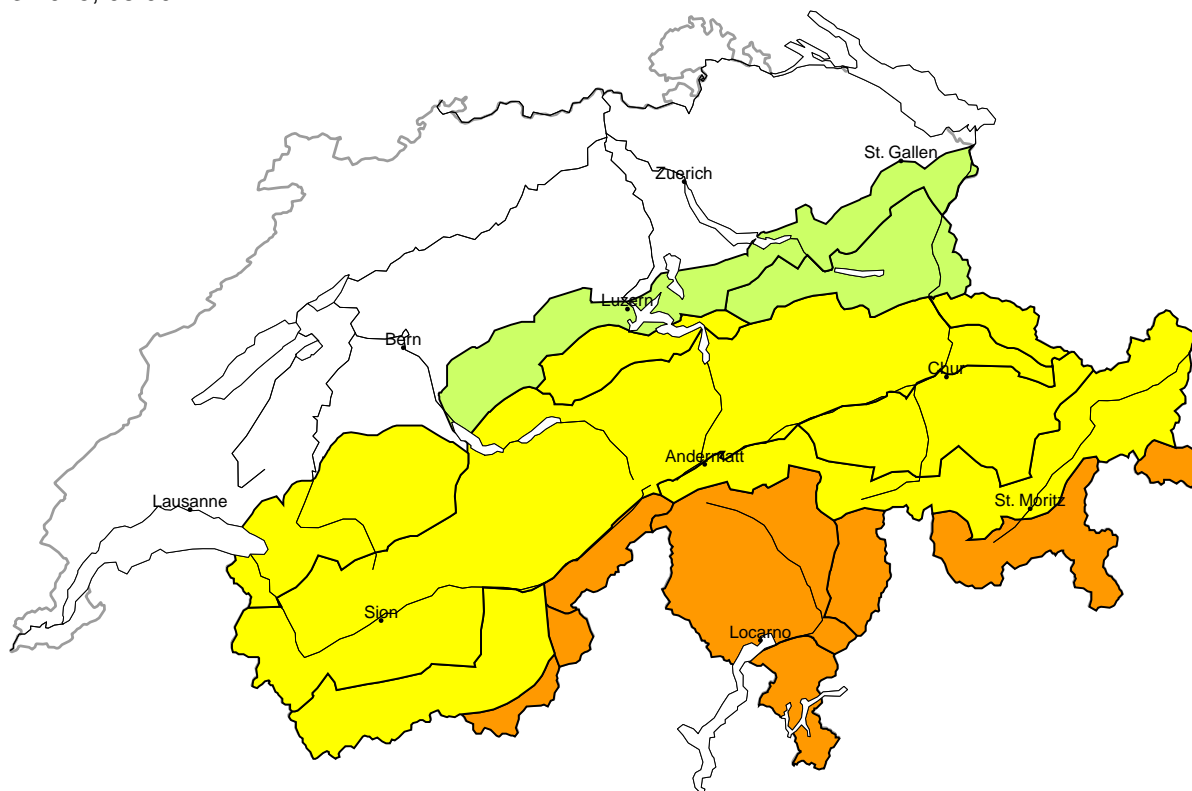 St. Gallen
Zuerich
Luzern
Bern
Chur
Andermatt
Lausanne
St. Moritz
Sion
Locarno